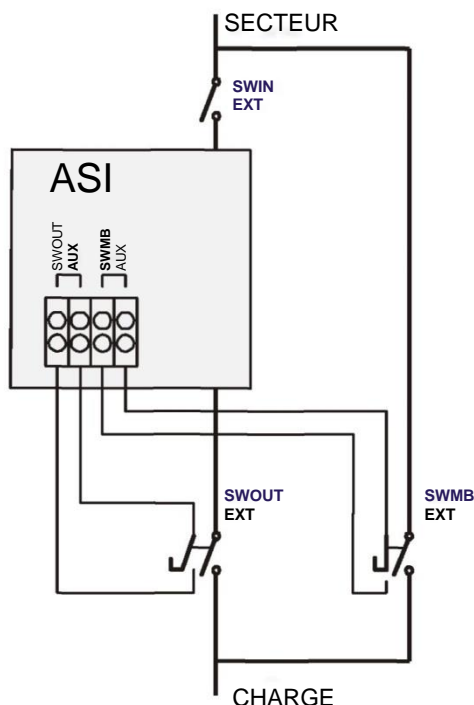 SECTEUR
SWIN
EXT
ASI
SWOUT
AUX
SWMB
AUX
SWOUT
EXT
SWMB
EXT
CHARGE